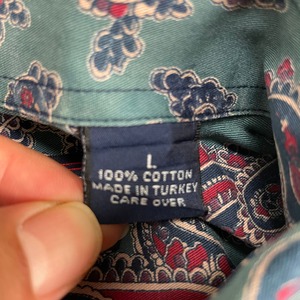 L
100% COTTON
MADE IN TURKEY
CARE OVER